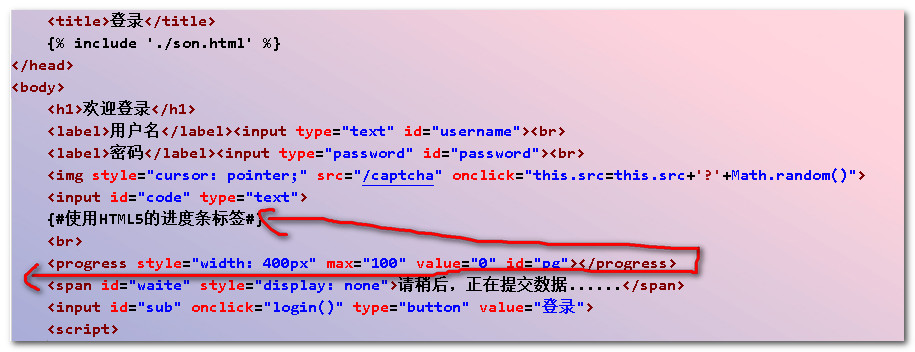 <title>登录</title>
{% include './son.html' %}
</head>
<body>
<h1>欢迎登录</h1>
<label>用户名</label><input type="text" id="username"><br>
<label>密码</label><input type="password" id="password"><br>
<img style="cursor: pointer;" src="/captcha" onclick="this.src=this.src+'?'+Math.random()">
<input id="code" type="text">
{#使用HTML5的进度条标签#}
<br>
<progress style="width: 400px" max="100" value="0" id="pg"></progress>
<span id="waite" style="display: none">请稍后，正在提交数据......</span>
<input id="sub" onclick="login()" type="button" value="登录">
<script>